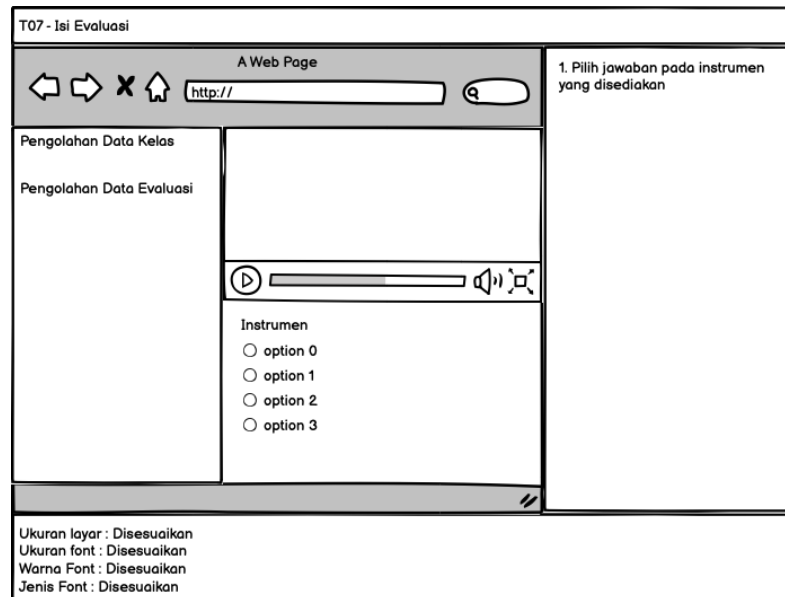 T07 - Isi Evaluasi
A Web Page
http://
1. Pilih jawaban pada instrumen
yang disediakan
Pengolahan Data Kelas
Pengolahan Data Evaluasi
Instrumen
option 0
option 1
option 2
option 3
Ukuran layar : Disesuaikan
Ukuran font : Disesuaikan
Warna Font : Disesuaikan
Jenis Font : Disesuaikan